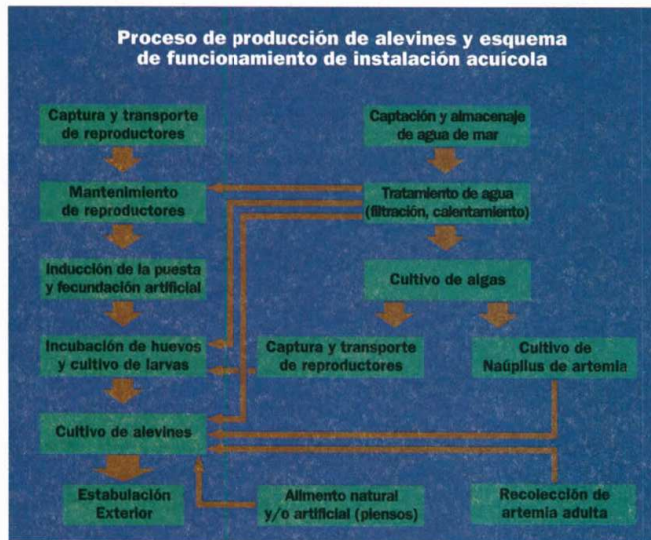 Proceso de producción de alevines y esquema
de funcionamiento de instalación acuícola
Captura y transporte
de reproductores
Captación y almacenaje
de agua de mar
Mantenimiento
de reproductores
Tratamiento de agua
(filtración, calentamiento)
Inducción de la puesta
y fecundación artificial
Cultivo de algas
Incubación de huevos
y cultivo de larvas
Captura y transporte
de reproductores
Cultivo de
Naúplius de artemia
Cultivo de alevines
Estabulación
Exterior
Alimento natural
y/o artificial (piensos)
Recolección de
artemia adulta